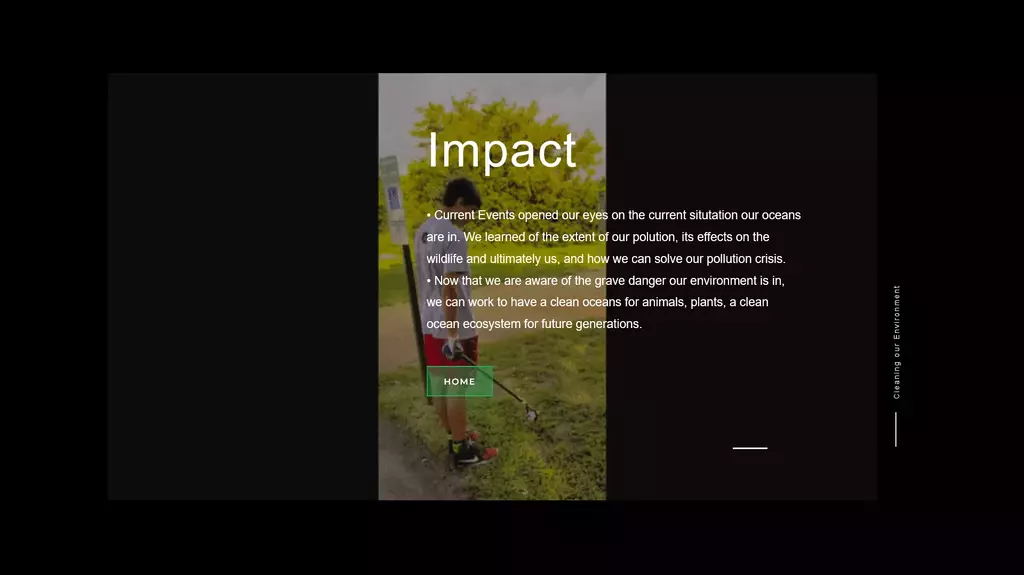 Impact
• Current Events opened our eyes on the current situtation our oceans
are in. We learned of the extent of our polution, its effects on the
wildlife and ultimately us, and how we can solve our pollution crisis.
• Now that we are aware of the grave danger our environment is in,
we can work to have a clean oceans for animals, plants, a clean
ocean ecosystem for future generations.
HOME
Cleaning our Environment